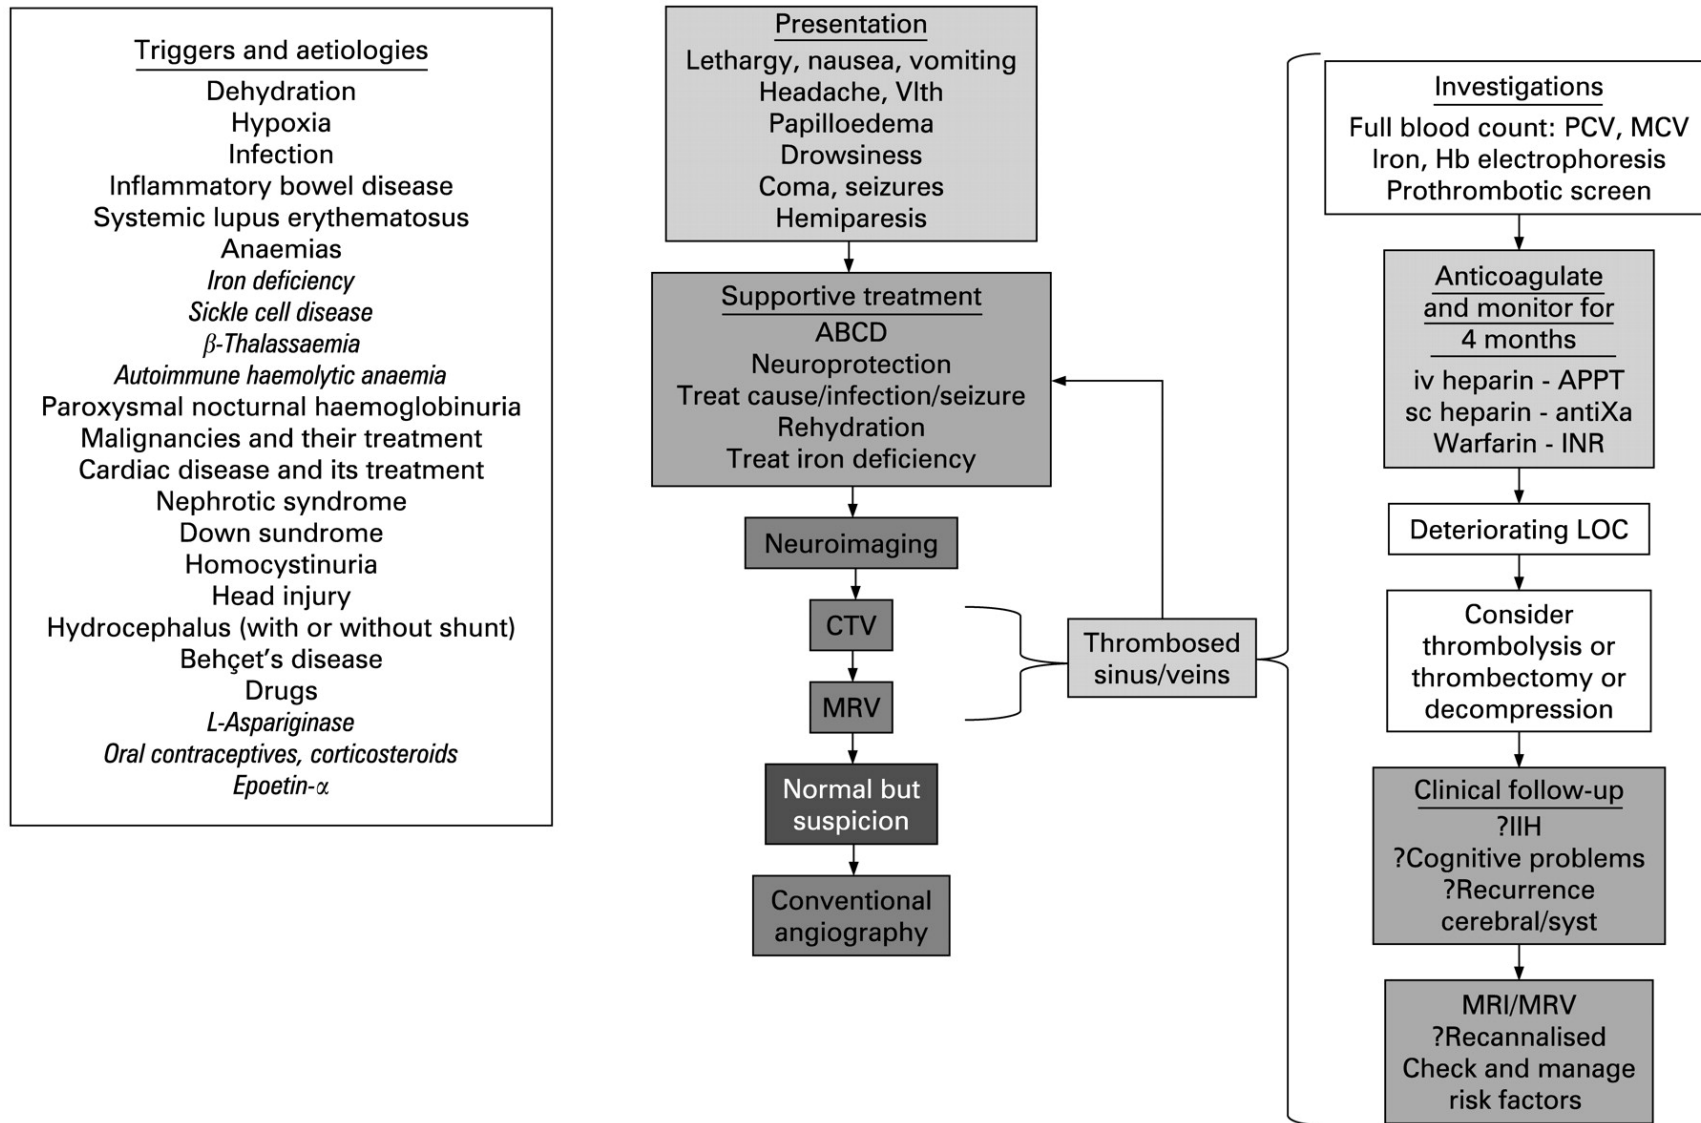 Triggers and aetiologies
Dehydration
Hypoxia
Infection
Inflammatory bowel disease
Systemic lupus erythematosus
Anaemias
Iron deficiency
Sickle cell disease
β-Thalassaemia
Autoimmune haemolytic anaemia
Paroxysmal nocturnal haemoglobinuria
Malignancies and their treatment
Cardiac disease and its treatment
Nephrotic syndrome
Down sundrome
Homocystinuria
Head injury
Hydrocephalus (with or without shunt)
Behçet's disease
Drugs
L-Aspariginase
Oral contraceptives, corticosteroids
Epoetin-α
Presentation
Lethargy, nausea, vomiting
Headache, VIth
Papilloedema
Drowsiness
Coma, seizures
Hemiparesis
Supportive treatment
ABCD
Neuroprotection
Treat cause/infection/seizure
Rehydration
Treat iron deficiency
Neuroimaging
CTV
MRV
Normal but
suspicion
Conventional
angiography
Thrombosed
sinus/veins
Investigations
Full blood count: PCV, MCV
Iron, Hb electrophoresis
Prothrombotic screen
Anticoagulate
and monitor for
4 months
iv heparin - APPT
sc heparin - antiXa
Warfarin - INR
Deteriorating LOC
Consider
thrombolysis or
thrombectomy or
decompression
Clinical follow-up
?IIH
?Cognitive problems
?Recurrence
cerebral/syst
MRI/MRV
?Recannalised
Check and manage
risk factors